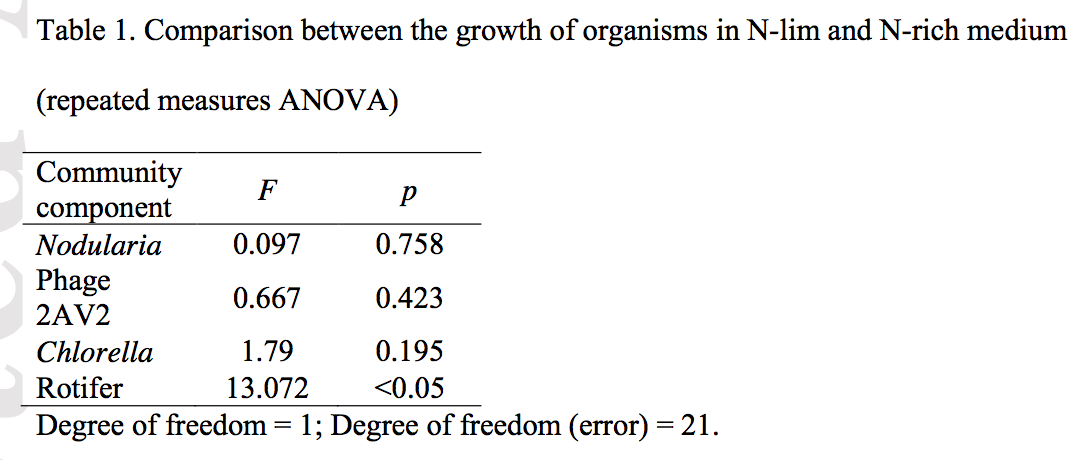 Table 1. Comparison between the growth of organisms in N-lim and N-rich medium
(repeated measures ANOVA)
Community component F p
Nodularia 0.097 0.758
Phage 2AV2 0.667 0.423
Chlorella 1.79 0.195
Rotifer 13.072 <0.05
Degree of freedom = 1; Degree of freedom (error) = 21.